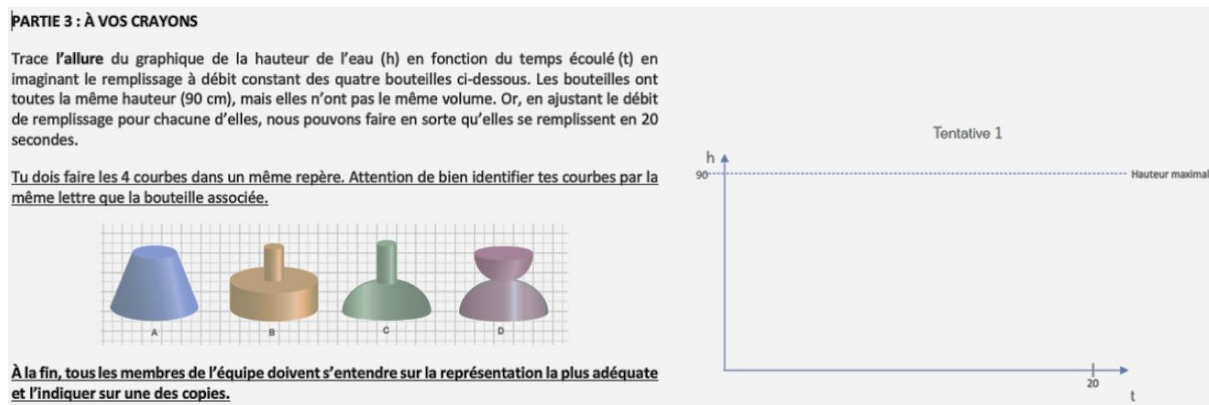 PARTIE 3 : À VOS CRAYONS
Trace l'allure du graphique de la hauteur de l'eau (h) en fonction du temps écoulé (t) en
imaginant le remplissage à débit constant des quatre bouteilles ci-dessous. Les bouteilles ont
toutes la même hauteur (90 cm), mais elles n'ont pas le même volume. Or, en ajustant le débit
de remplissage pour chacune d'elles, nous pouvons faire en sorte qu'elles se remplissent en 20
secondes.
Tu dois faire les 4 courbes dans un même repère. Attention de bien identifier tes courbes par la
même lettre que la bouteille associée.
A B C D
À la fin, tous les membres de l'équipe doivent s'entendre sur la représentation la plus adéquate
et l'indiquer sur une des copies.
Tentative 1
h
90
Hauteur maximal
20
t